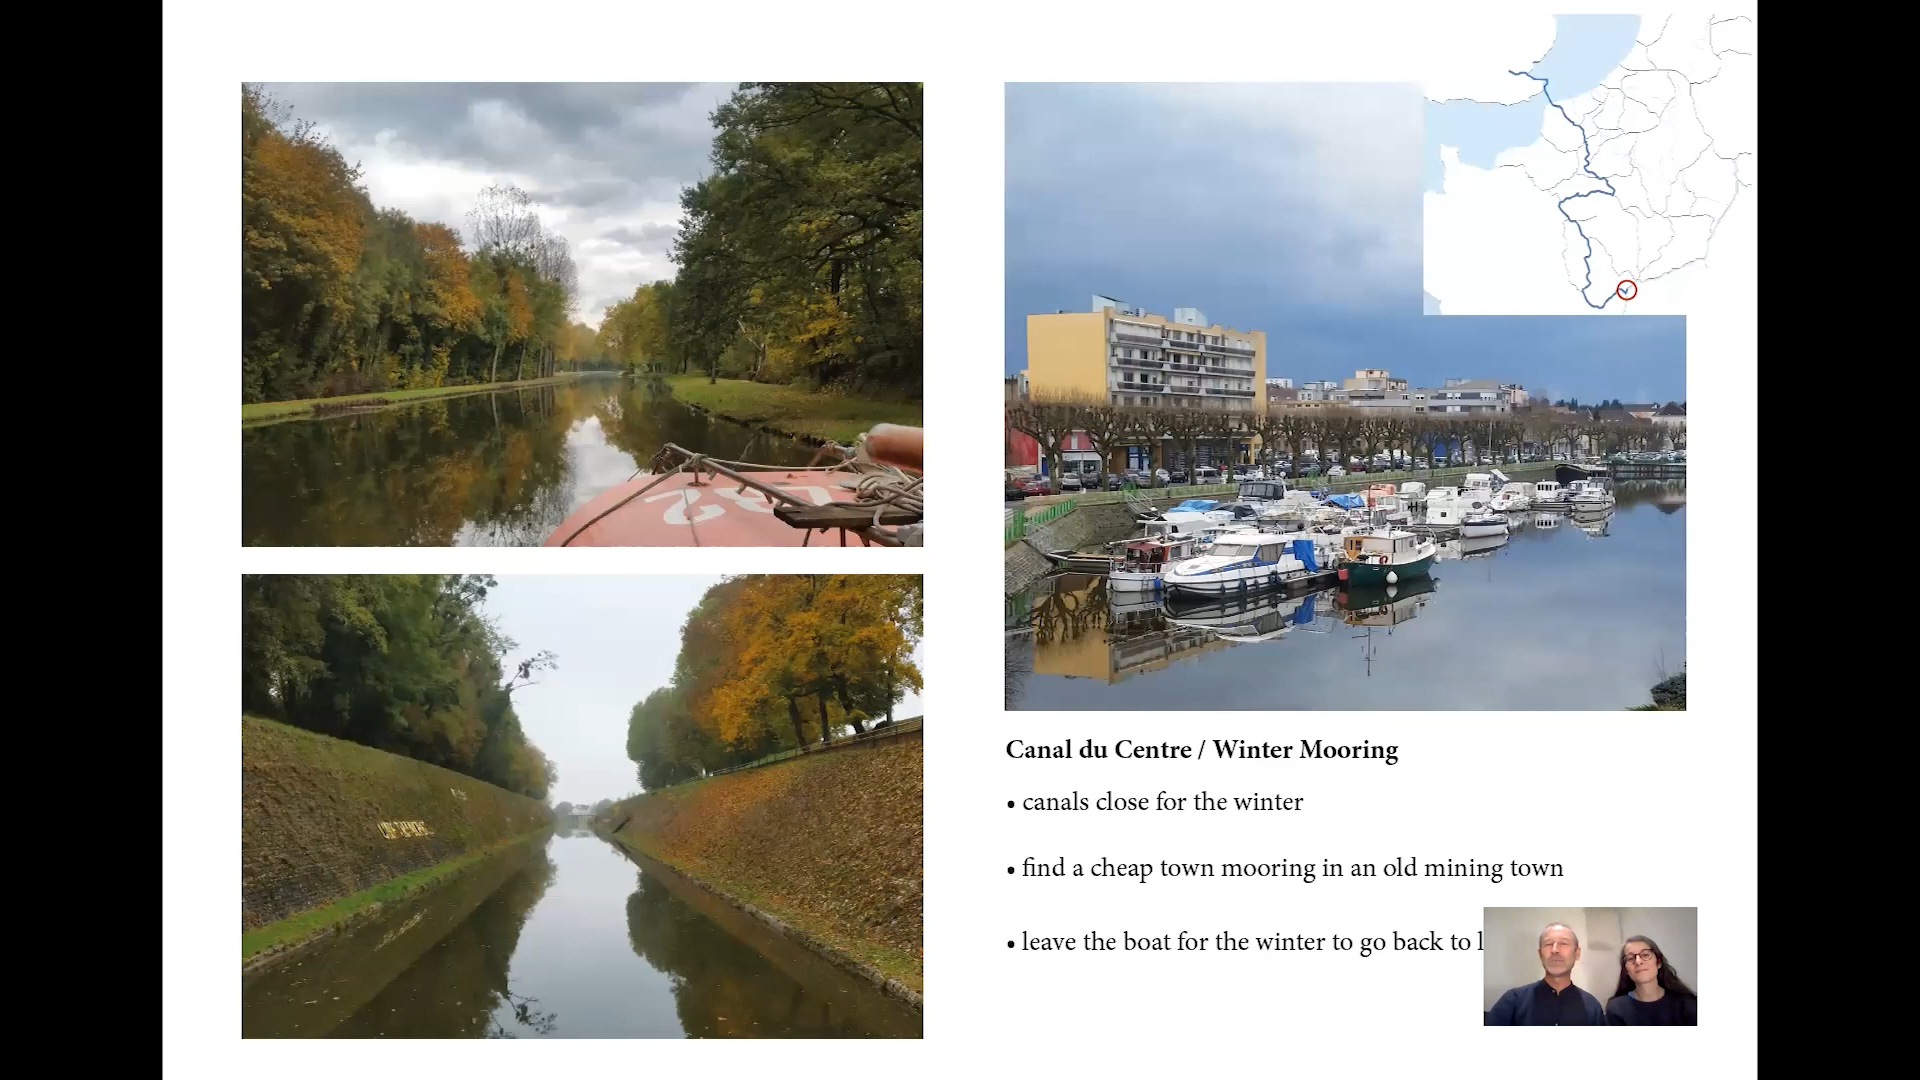 Canal du Centre / Winter Mooring
• canals close for the winter
• find a cheap town mooring in an old mining town
• leave the boat for the winter to go back to l